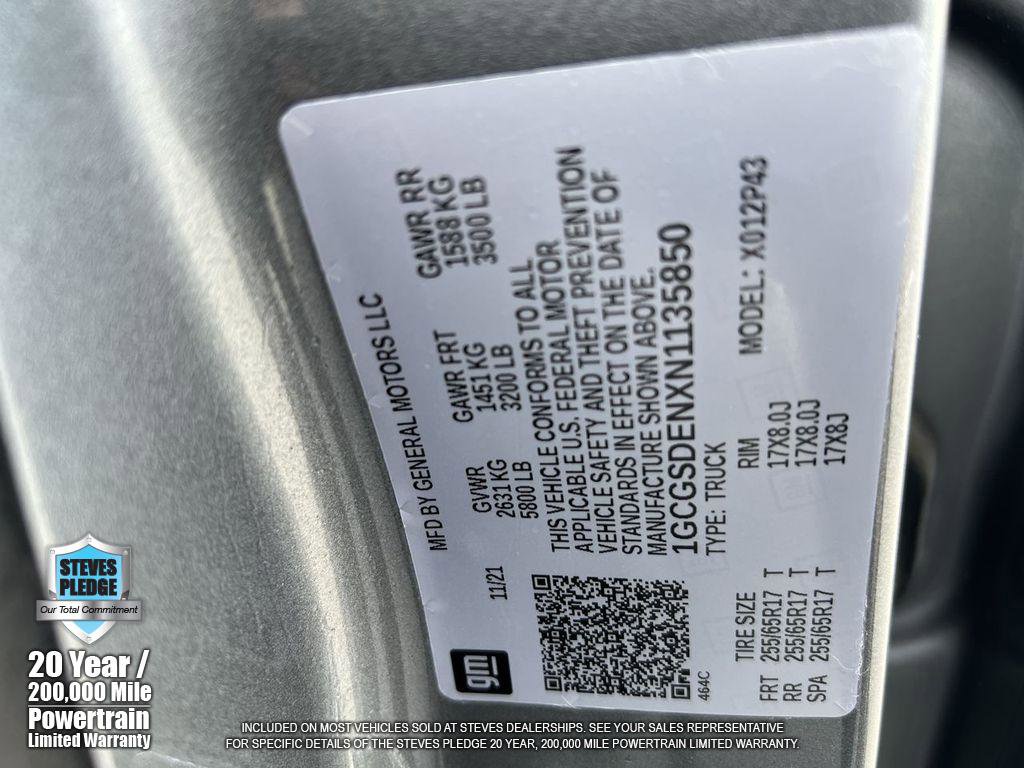 MFD BY GENERAL MOTORS LLC
11/21
GVWR GAWR FRT GAWR RR
2631 KG 1451 KG 1588 KG
5800 LB 3200 LB 3500 LB
THIS VEHICLE CONFORMS TO ALL
APPLICABLE U.S. FEDERAL MOTOR
VEHICLE SAFETY AND THEFT PREVENTION
STANDARDS IN EFFECT ON THE DATE OF
MANUFACTURE SHOWN ABOVE.
1GCGSDENXN1135850
TYPE: TRUCK MODEL: X012P43
gm
464C
TIRE SIZE RIM
FRT 255/65R17 T 17X8.0J
RR 255/65R17 T 17X8.0J
SPA 255/65R17 T 17X8J
STEVES
PLEDGE
Our Total Commitment
20 Year /
200,000 Mile
Powertrain
Limited Warranty
INCLUDED ON MOST VEHICLES SOLD AT STEVES DEALERSHIPS. SEE YOUR SALES REPRESENTATIVE
FOR SPECIFIC DETAILS OF THE STEVES PLEDGE 20 YEAR, 200,000 MILE POWERTRAIN LIMITED WARRANTY.